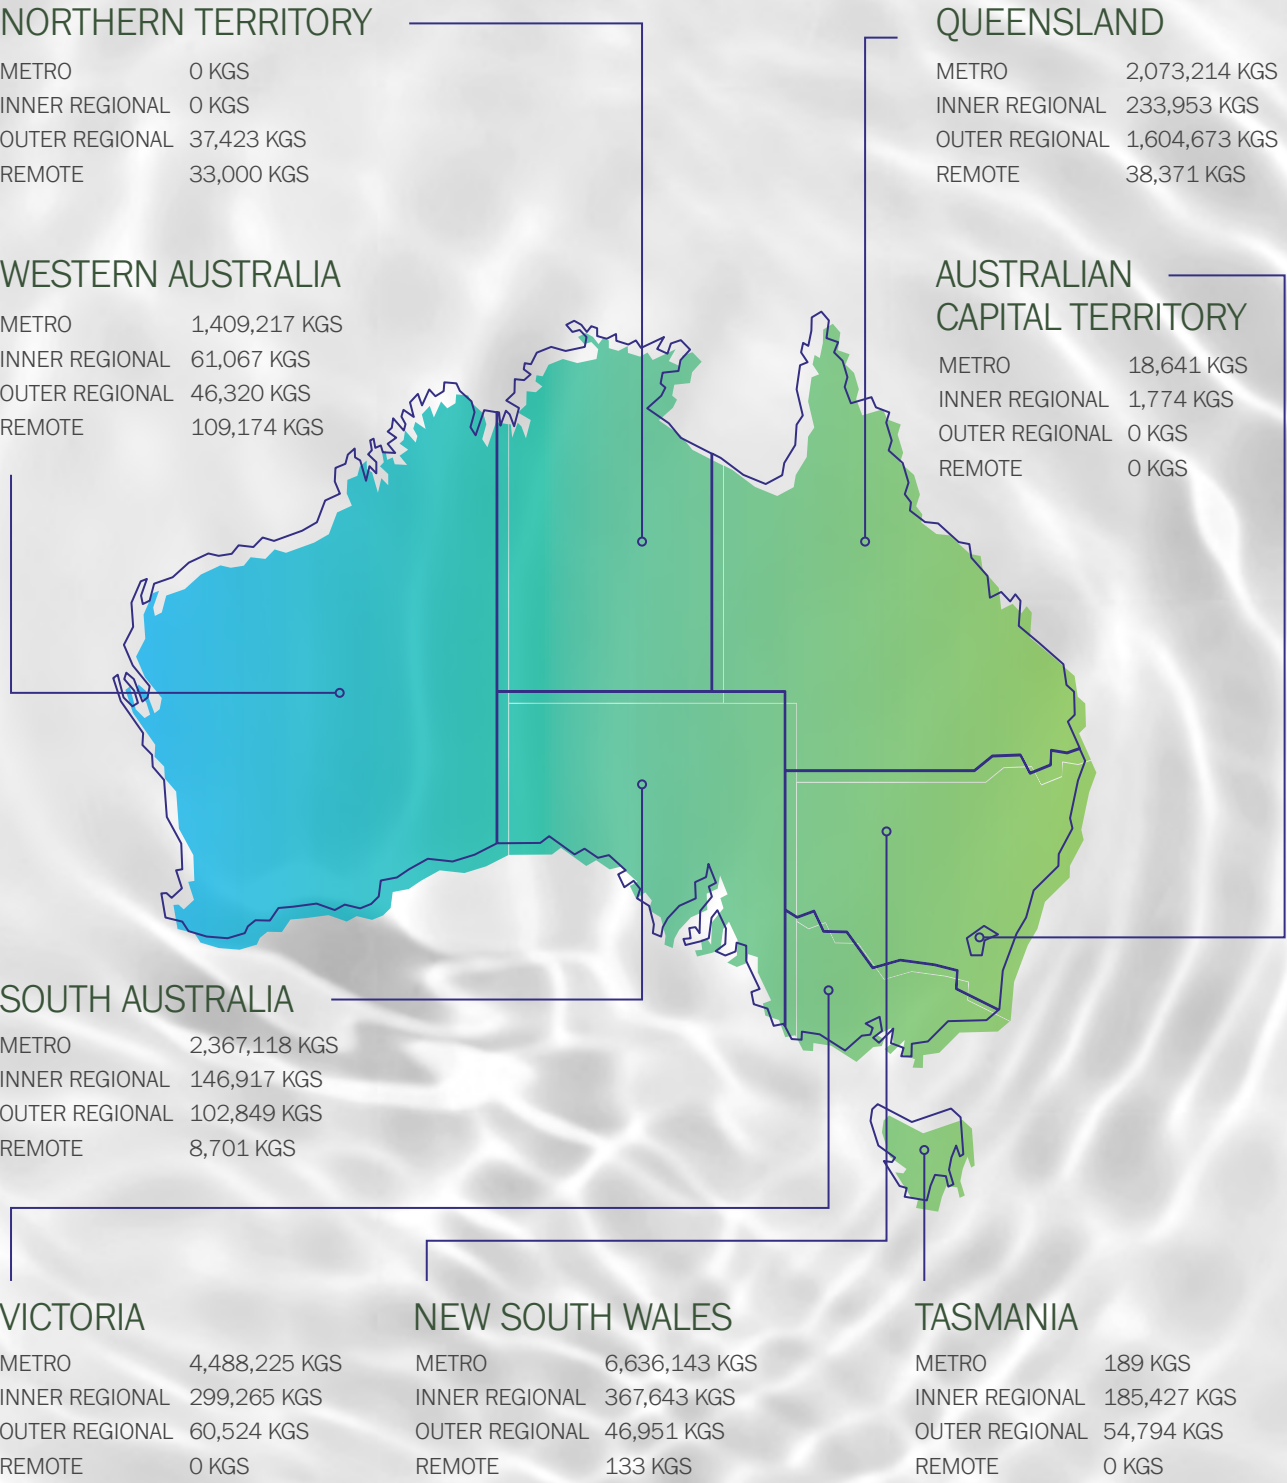 NORTHERN TERRITORY
METRO 0 KGS
INNER REGIONAL 0 KGS
OUTER REGIONAL 37,423 KGS
REMOTE 33,000 KGS
QUEENSLAND
METRO 2,073,214 KGS
INNER REGIONAL 233,953 KGS
OUTER REGIONAL 1,604,673 KGS
REMOTE 38,371 KGS
WESTERN AUSTRALIA
METRO 1,409,217 KGS
INNER REGIONAL 61,067 KGS
OUTER REGIONAL 46,320 KGS
REMOTE 109,174 KGS
AUSTRALIAN
CAPITAL TERRITORY
METRO 18,641 KGS
INNER REGIONAL 1,774 KGS
OUTER REGIONAL 0 KGS
REMOTE 0 KGS
SOUTH AUSTRALIA
METRO 2,367,118 KGS
INNER REGIONAL 146,917 KGS
OUTER REGIONAL 102,849 KGS
REMOTE 8,701 KGS
VICTORIA
METRO 4,488,225 KGS
INNER REGIONAL 299,265 KGS
OUTER REGIONAL 60,524 KGS
REMOTE 0 KGS
NEW SOUTH WALES
METRO 6,636,143 KGS
INNER REGIONAL 367,643 KGS
OUTER REGIONAL 46,951 KGS
REMOTE 133 KGS
TASMANIA
METRO 189 KGS
INNER REGIONAL 185,427 KGS
OUTER REGIONAL 54,794 KGS
REMOTE 0 KGS